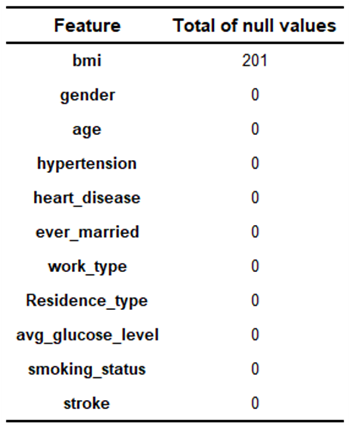 Feature Total of null values
bmi 201
gender 0
age 0
hypertension 0
heart_disease 0
ever_married 0
work_type 0
Residence_type 0
avg_glucose_level 0
smoking_status 0
stroke 0